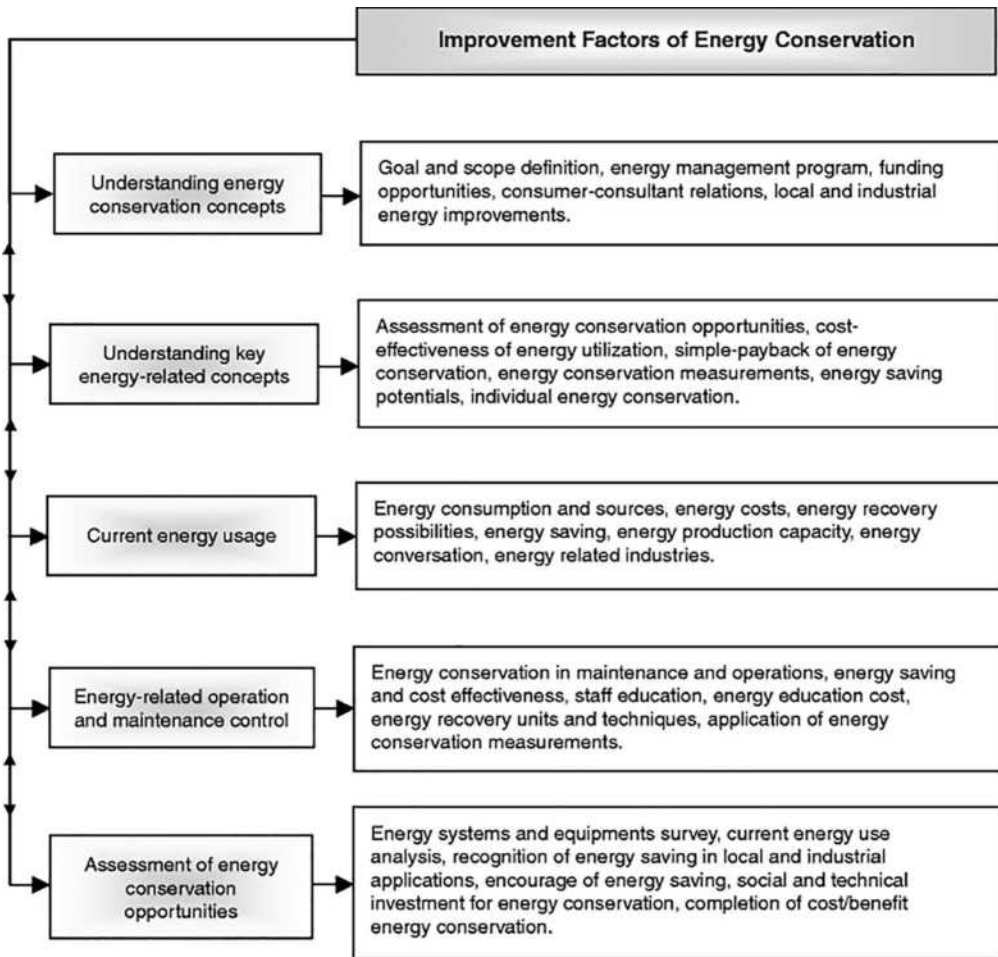 Improvement Factors of Energy Conservation
Understanding energy
conservation concepts
Goal and scope definition, energy management program, funding
opportunities, consumer-consultant relations, local and industrial
energy improvements.
Understanding key
energy-related concepts
Assessment of energy conservation opportunities, cost-
effectiveness of energy utilization, simple-payback of energy
conservation, energy conservation measurements, energy saving
potentials, individual energy conservation.
Current energy usage
Energy consumption and sources, energy costs, energy recovery
possibilities, energy saving, energy production capacity, energy
conversation, energy related industries.
Energy-related operation
and maintenance control
Energy conservation in maintenance and operations, energy saving
and cost effectiveness, staff education, energy education cost,
energy recovery units and techniques, application of energy
conservation measurements.
Assessment of energy
conservation
opportunities
Energy systems and equipments survey, current energy use
analysis, recognition of energy saving in local and industrial
applications, encourage of energy saving, social and technical
investment for energy conservation, completion of cost/benefit
energy conservation.